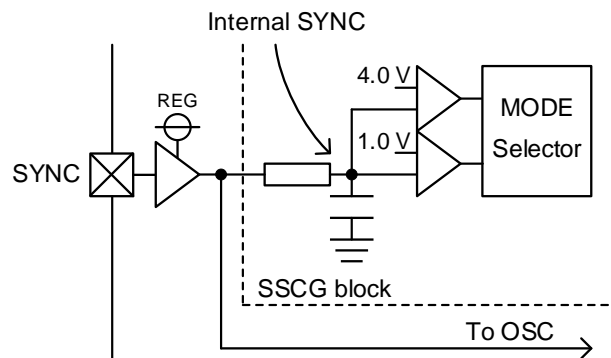 Internal SYNC
4.0 V
REG
MODE
Selector
1.0 V
SYNC
SSCG block
To OSC